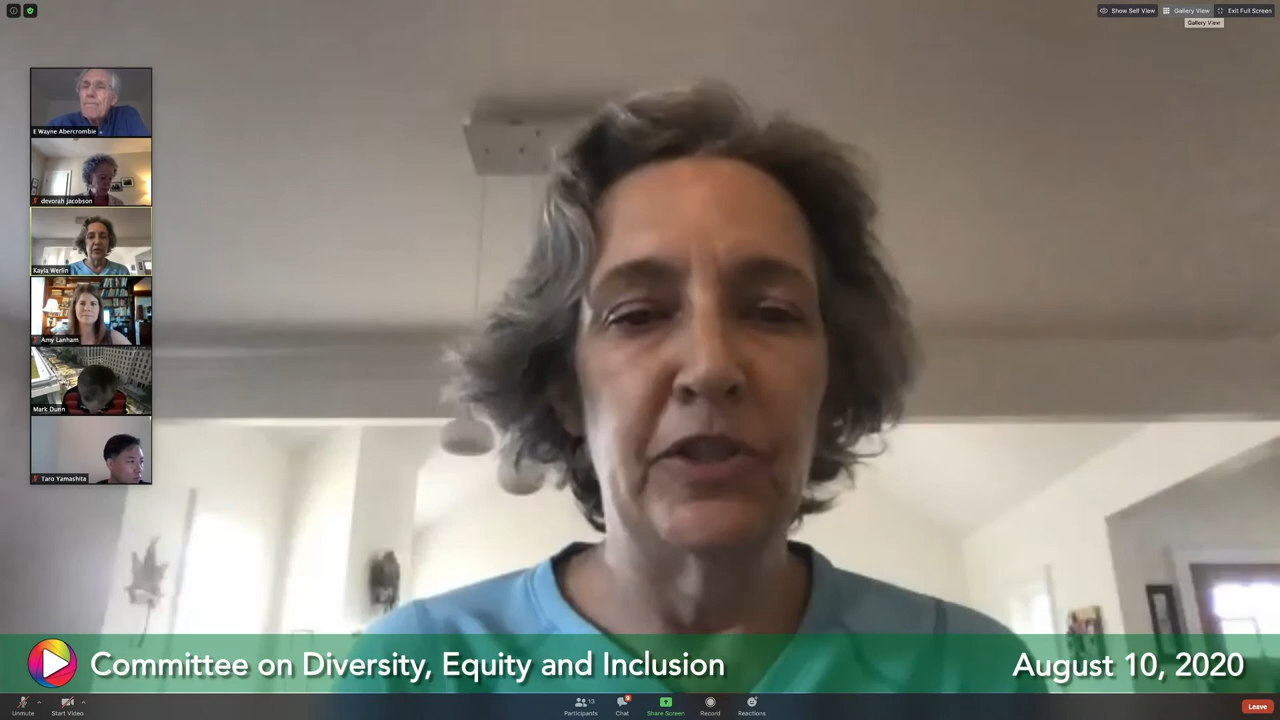 Show Self View
Gallery View
Exit Full Screen
Gallery View
E Wayne Abercrombie
devorah jacobson
Kayla Werlin
Amy Lanham
Mark Dunn
Taro Yamashita
Committee on Diversity, Equity and Inclusion
August 10, 2020
Unmute
Start Video
13
Participants
Chat
Share Screen
Record
Reactions
Leave